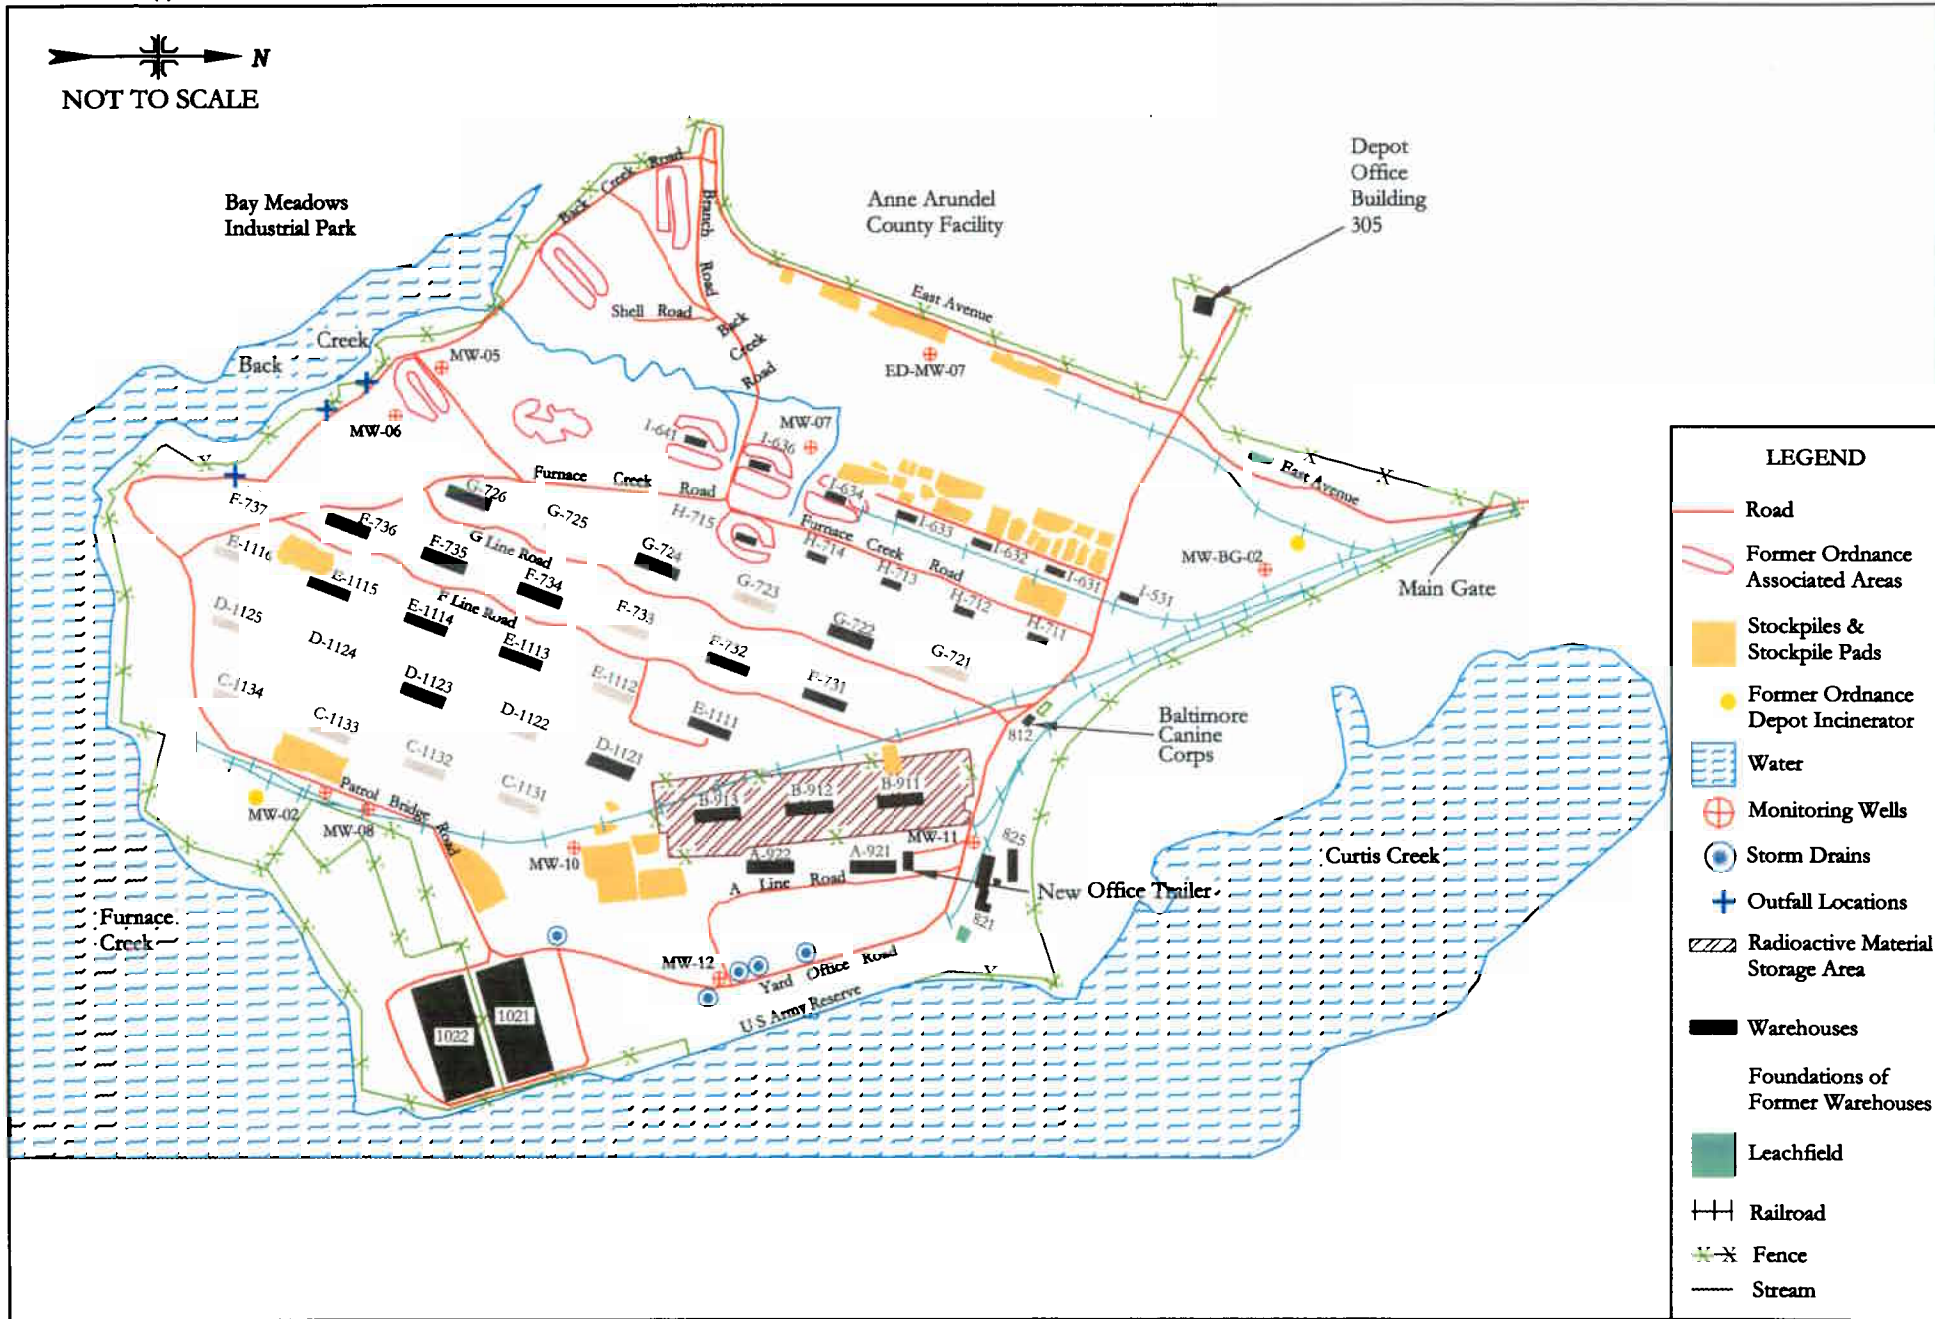 N
NOT TO SCALE
Bay Meadows
Industrial Park
Anne Arundel
County Facility
Depot
Office
Building
305
Back Creek Road
Branch Road
Shell Road
Back Creek Road
East Avenue
ED-MW-07
Back Creek
MW-05
MW-06
MW-07
I-641
I-636
I-634
I-633
I-632
I-631
I-531
East Avenue
MW-BG-02
Main Gate
Furnace Creek Road
Furnace Creek Road
H-715
H-714
H-713
H-712
H-711
G-726
G-725
G-724
G-723
G-722
G-721
G Line Road
F-737
F-736
F-735
F-734
F-733
F-732
F-731
F Line Road
E-1116
E-1115
E-1114
E-1113
E-1112
E-1111
D-1125
D-1124
D-1123
D-1122
D-1121
C-1134
C-1133
C-1132
C-1131
Patrol Bridge Road
MW-02
MW-08
MW-10
B-913
B-912
B-911
MW-11
A-922
A-921
A Line Road
812
Baltimore
Canine
Corps
825
821
New Office Trailer
Curtis Creek
Furnace
Creek
MW-12
Yard Office Road
U S Army Reserve
1022
1021
LEGEND
Road
Former Ordnance
Associated Areas
Stockpiles &
Stockpile Pads
Former Ordnance
Depot Incinerator
Water
Monitoring Wells
Storm Drains
Outfall Locations
Radioactive Material
Storage Area
Warehouses
Foundations of
Former Warehouses
Leachfield
Railroad
Fence
Stream